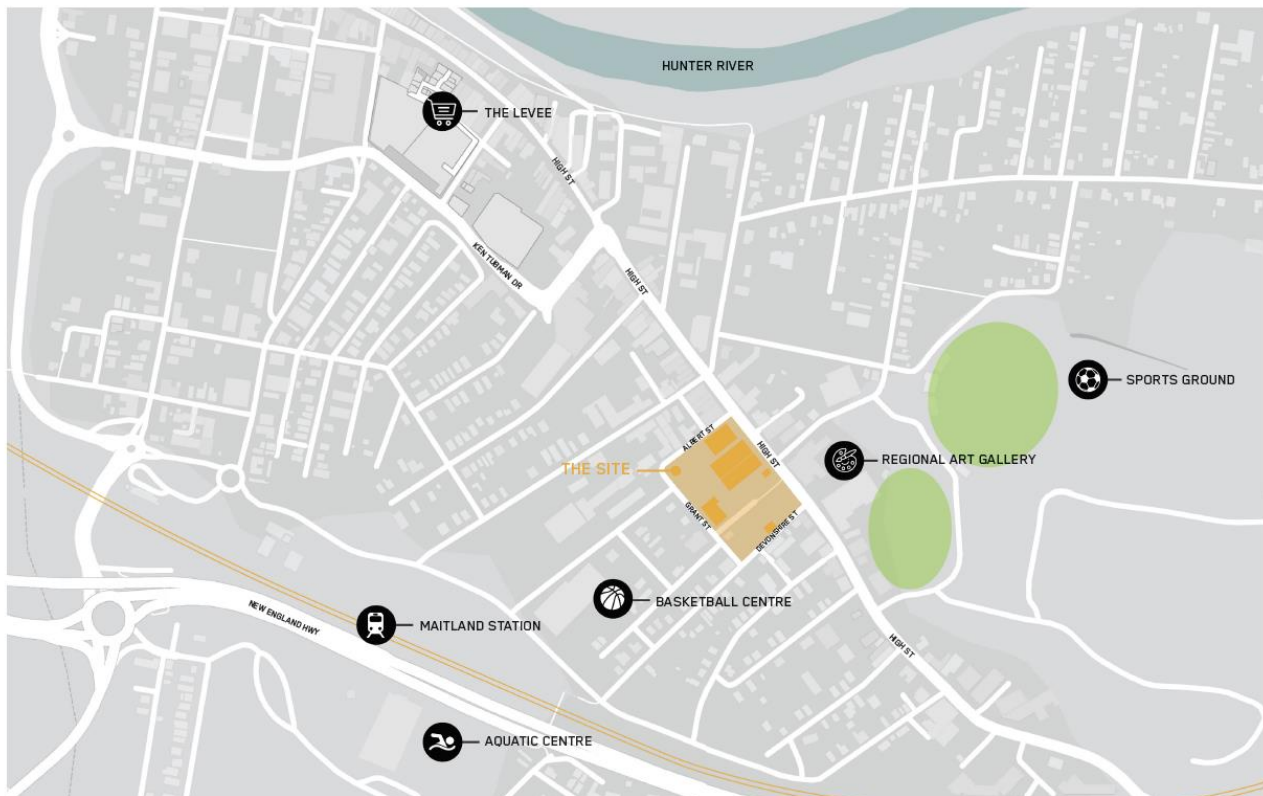 HUNTER RIVER
THE LEVEE
HIGH ST
KEN TUBMAN DR
HIGH ST
SPORTS GROUND
ALBERT ST
HIGH ST
REGIONAL ART GALLERY
THE SITE
GRANT ST
DEVONSHIRE ST
BASKETBALL CENTRE
NEW ENGLAND HWY
MAITLAND STATION
HIGH ST
AQUATIC CENTRE